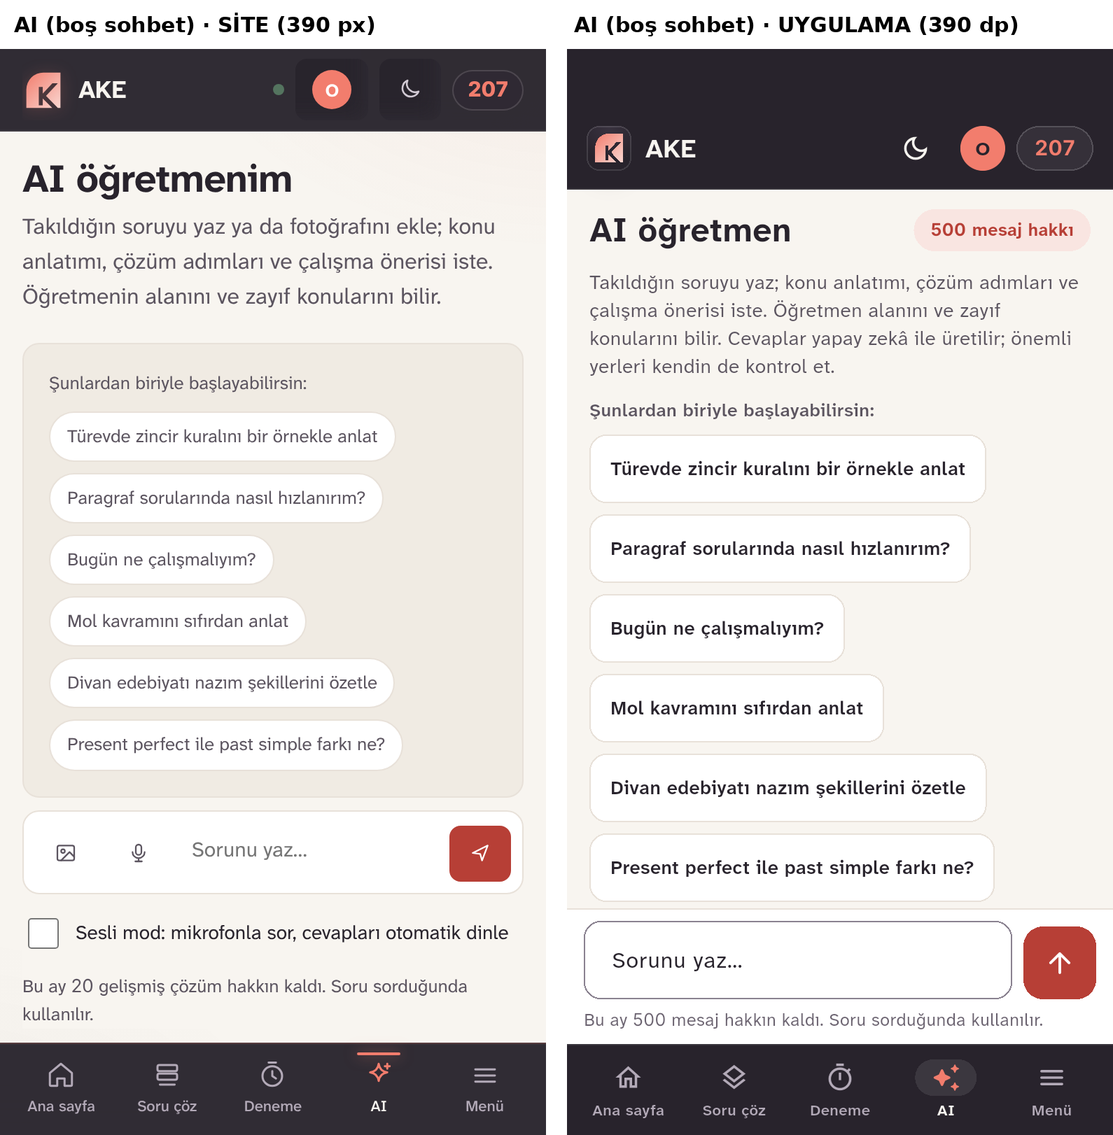 AI (boş sohbet) · SİTE (390 px)
K AKE
O
207
AI öğretmenim
Takıldığın soruyu yaz ya da fotoğrafını ekle; konu
anlatımı, çözüm adımları ve çalışma önerisi iste.
Öğretmenin alanını ve zayıf konularını bilir.
Şunlardan biriyle başlayabilirsin:
Türevde zincir kuralını bir örnekle anlat
Paragraf sorularında nasıl hızlanırım?
Bugün ne çalışmalıyım?
Mol kavramını sıfırdan anlat
Divan edebiyatı nazım şekillerini özetle
Present perfect ile past simple farkı ne?
Sorunu yaz...
Sesli mod: mikrofonla sor, cevapları otomatik dinle
Bu ay 20 gelişmiş çözüm hakkın kaldı. Soru sorduğunda
kullanılır.
Ana sayfa
Soru çöz
Deneme
AI
Menü
AI (boş sohbet) · UYGULAMA (390 dp)
K AKE
O
207
AI öğretmen
500 mesaj hakkı
Takıldığın soruyu yaz; konu anlatımı, çözüm adımları ve
çalışma önerisi iste. Öğretmen alanını ve zayıf
konularını bilir. Cevaplar yapay zekâ ile üretilir; önemli
yerleri kendin de kontrol et.
Şunlardan biriyle başlayabilirsin:
Türevde zincir kuralını bir örnekle anlat
Paragraf sorularında nasıl hızlanırım?
Bugün ne çalışmalıyım?
Mol kavramını sıfırdan anlat
Divan edebiyatı nazım şekillerini özetle
Present perfect ile past simple farkı ne?
Sorunu yaz...
Bu ay 500 mesaj hakkın kaldı. Soru sorduğunda kullanılır.
Ana sayfa
Soru çöz
Deneme
AI
Menü